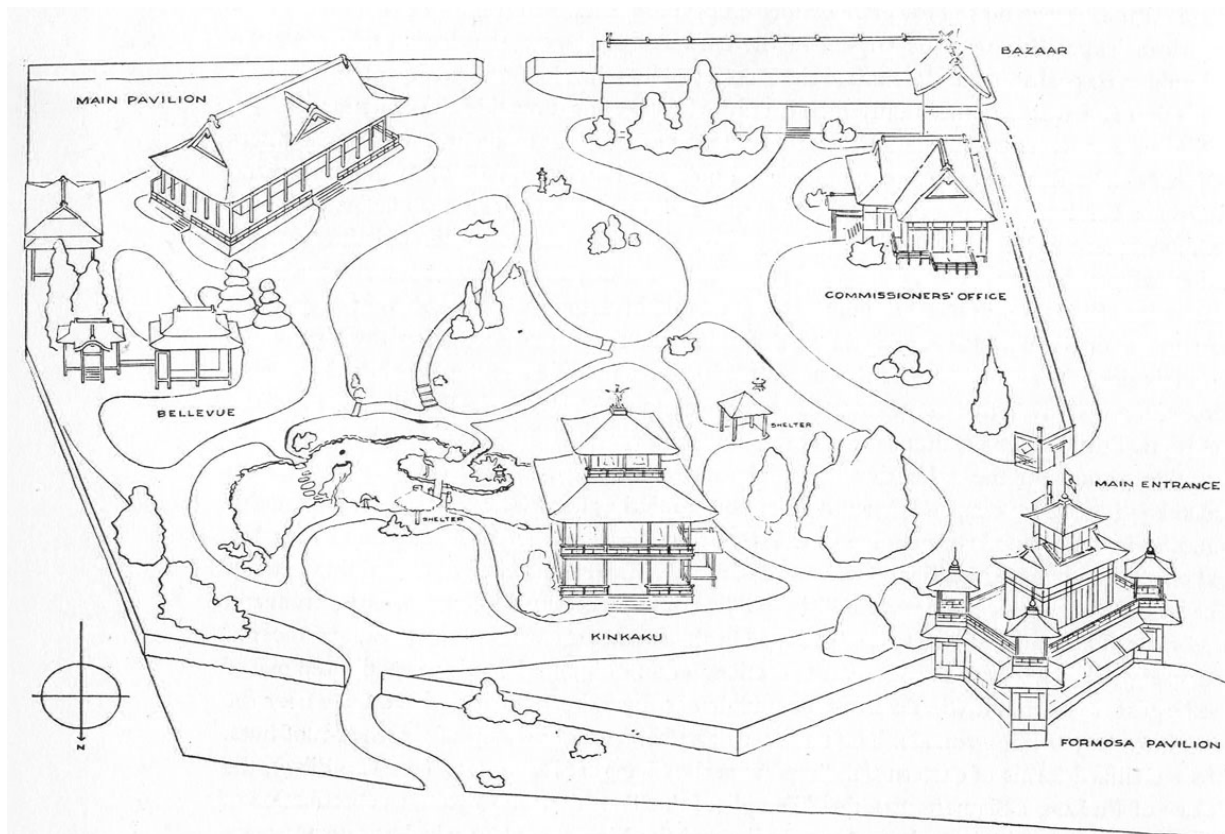 BAZAAR
MAIN PAVILION
COMMISSIONERS' OFFICE
BELLEVUE
SHELTER
MAIN ENTRANCE
SHELTER
KINKAKU
N
FORMOSA PAVILION